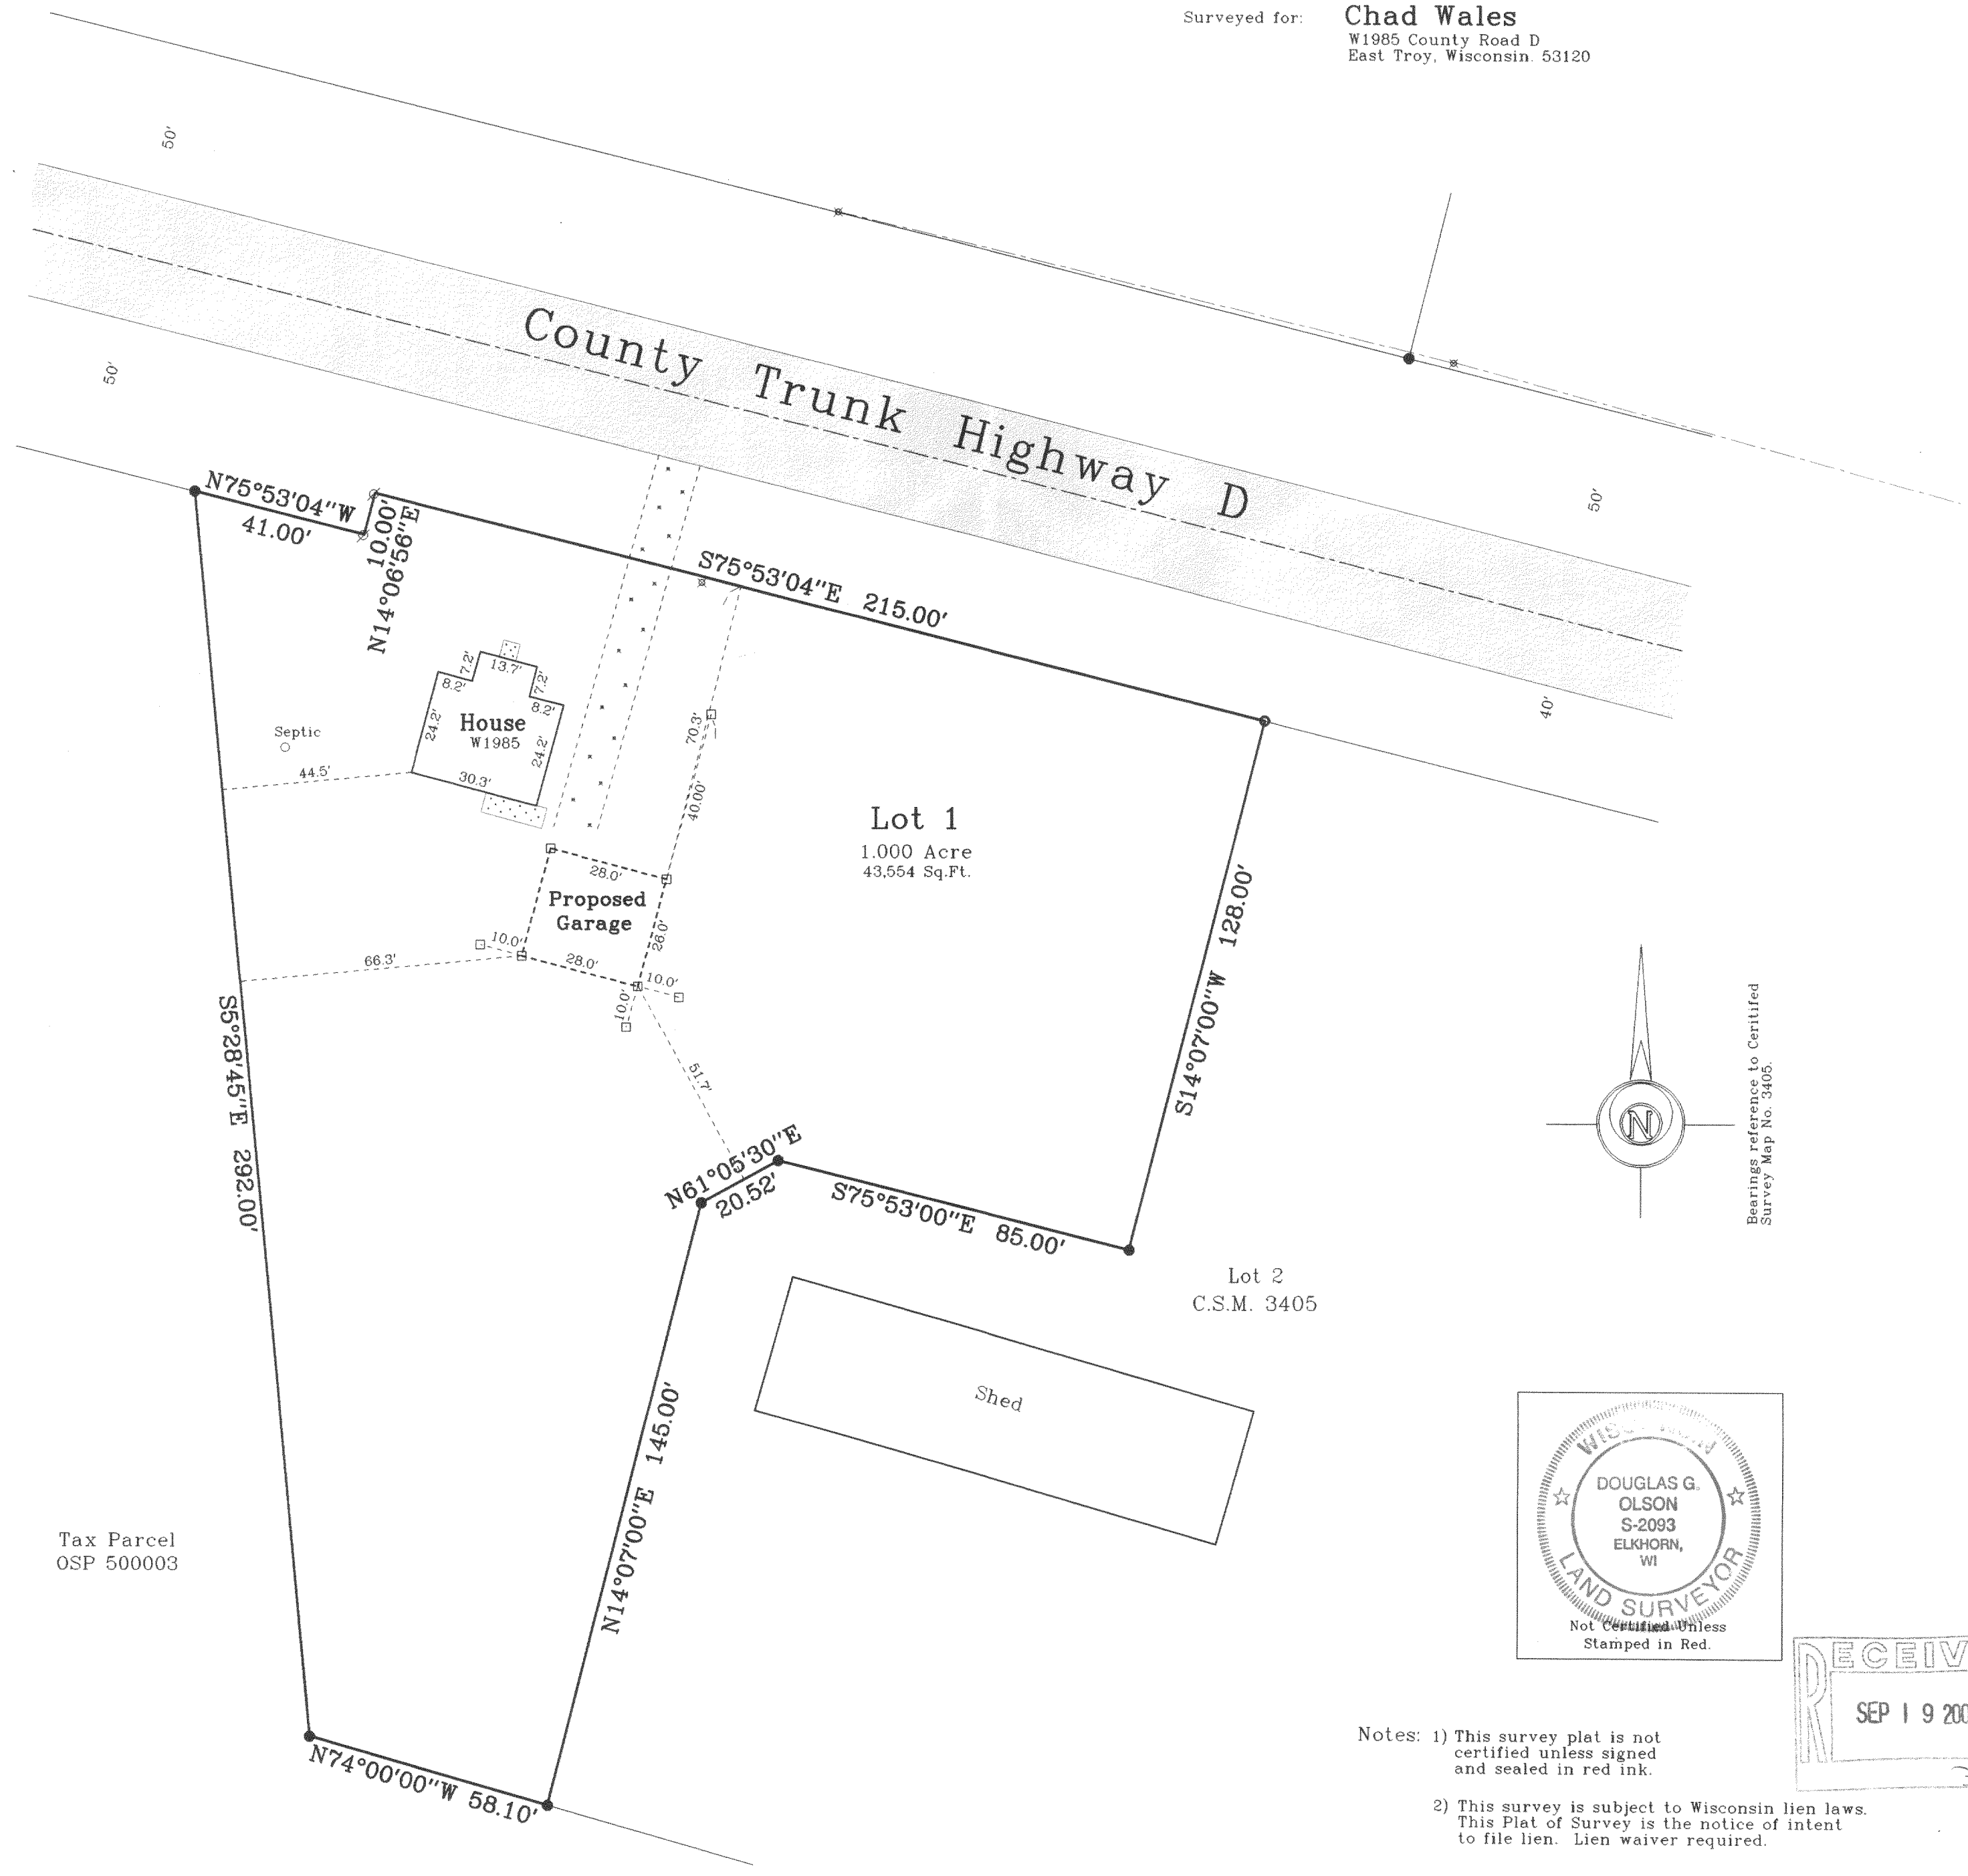 Surveyed for: Chad Wales
W1985 County Road D
East Troy, Wisconsin. 53120
50'
50'
County Trunk Highway D
50'
40'
N75°53'04"W
41.00'
10.00'
N14°06'56"E
S75°53'04"E 215.00'
7.2'
13.7'
7.2'
8.2'
8.2'
24.2'
House
W1985
24.2'
30.3'
Septic
44.5'
70.3'
40.00'
Lot 1
1.000 Acre
43,554 Sq.Ft.
28.0'
Proposed
Garage
26.0'
28.0'
10.0'
10.0'
10.0'
66.3'
51.7'
S14°07'00"W 128.00'
S5°28'45"E 292.00'
N61°05'30"E
20.52'
S75°53'00"E 85.00'
Lot 2
C.S.M. 3405
Shed
N14°07'00"E 145.00'
Tax Parcel
OSP 500003
N74°00'00"W 58.10'
N
Bearings reference to Ceritifed
Survey Map No. 3405.
DOUGLAS G.
OLSON
S-2093
ELKHORN,
WI
LAND SURVEYOR
Not Certified Unless
Stamped in Red.
RECEIV
SEP 19 200
Notes: 1) This survey plat is not
certified unless signed
and sealed in red ink.
2) This survey is subject to Wisconsin lien laws.
This Plat of Survey is the notice of intent
to file lien. Lien waiver required.